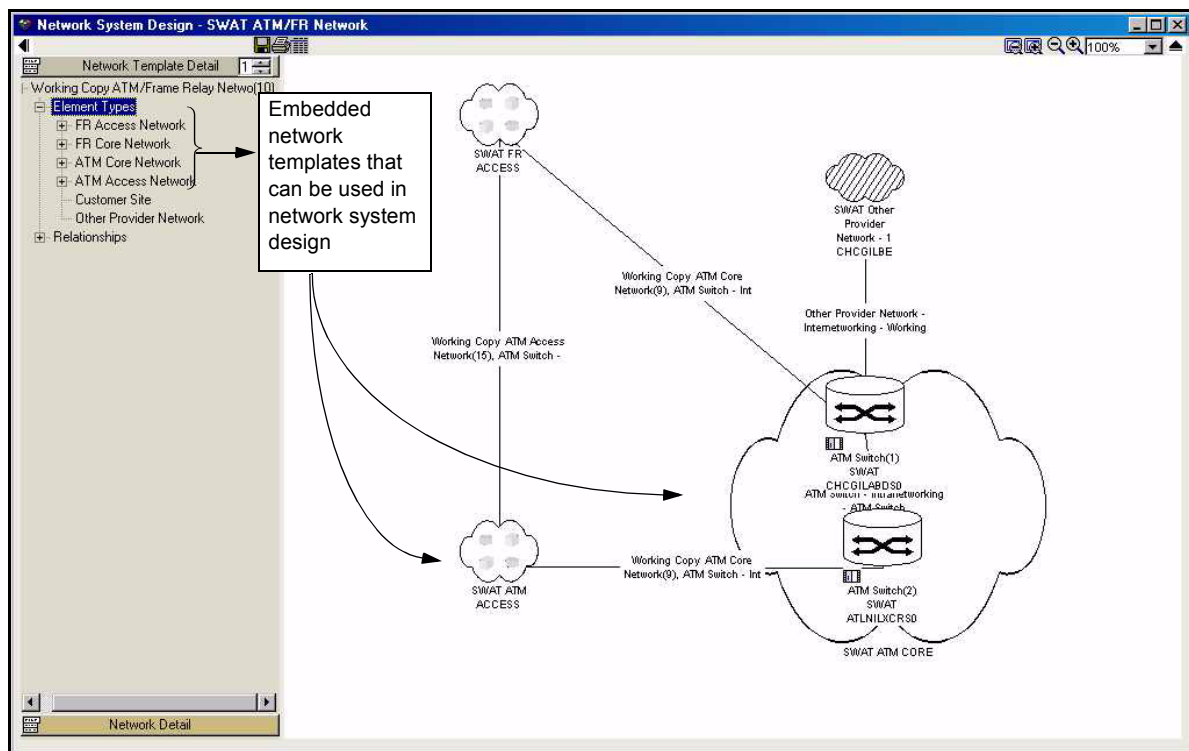 Network System Design - SWAT ATM/FR Network
100%
Network Template Detail
1
Working Copy ATM/Frame Relay Netwo(10)
Element Types
FR Access Network
FR Core Network
ATM Core Network
ATM Access Network
Customer Site
Other Provider Network
Relationships
Embedded
network
templates that
can be used in
network system
design
SWAT FR
ACCESS
SWAT Other
Provider
Network - 1
CHCGILBE
Working Copy ATM Core
Network(9), ATM Switch - Int
Other Provider Network -
Internetworking - Working
Working Copy ATM Access
Network(15), ATM Switch -
ATM Switch(1)
SWAT
CHCGILABDS0
ATM Switch - Intranetworking
- ATM Switch
Working Copy ATM Core
Network(9), ATM Switch - Int
SWAT ATM
ACCESS
ATM Switch(2)
SWAT
ATLNILXCRS0
SWAT ATM CORE
Network Detail